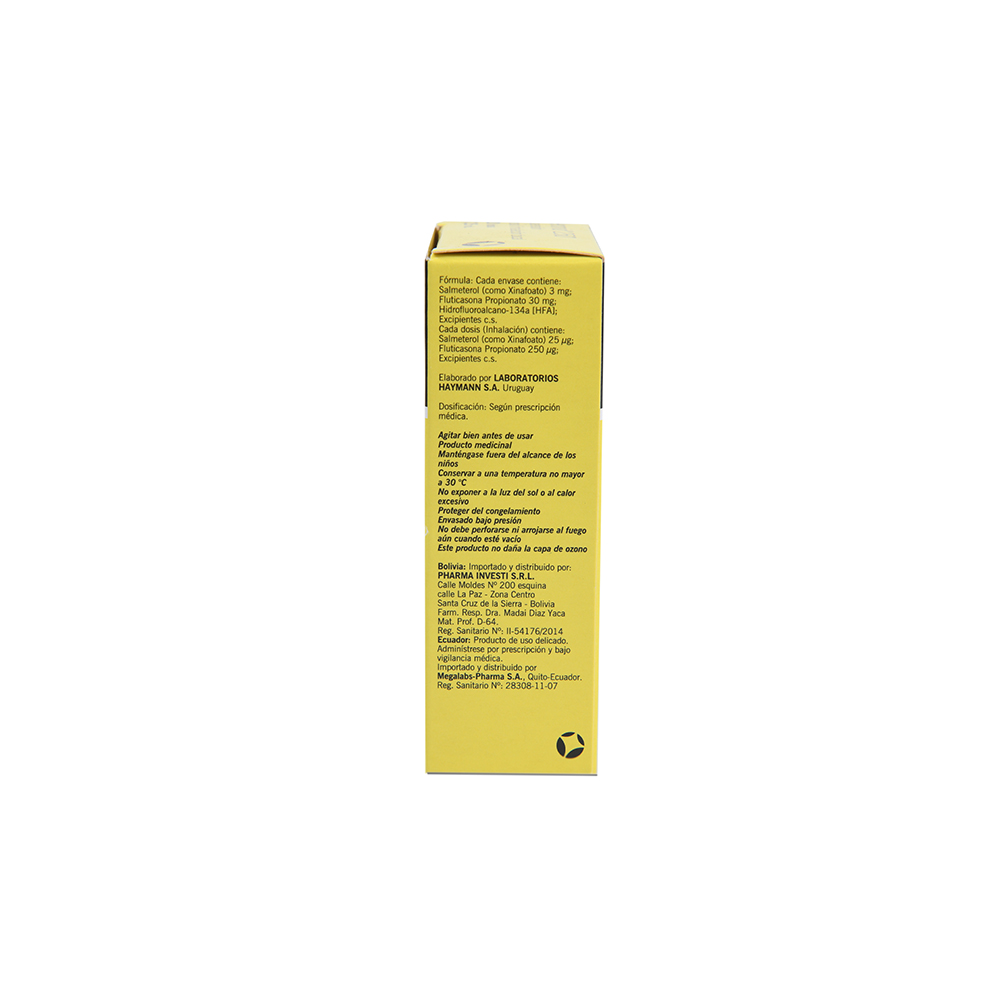 Fórmula: Cada envase contiene:
Salmeterol (como Xinafoato) 3 mg;
Fluticasona Propionato 30 mg;
Hidrofluoroalcano-134a [HFA];
Excipientes c.s.
Cada dosis (Inhalación) contiene:
Salmeterol (como Xinafoato) 25 µg;
Fluticasona Propionato 250 µg;
Excipientes c.s.
Elaborado por LABORATORIOS
HAYMANN S.A. Uruguay
Dosificación: Según prescripción
médica.
Agitar bien antes de usar
Producto medicinal
Manténgase fuera del alcance de los
niños
Conservar a una temperatura no mayor
a 30 °C
No exponer a la luz del sol o al calor
excesivo
Proteger del congelamiento
Envasado bajo presión
No debe perforarse ni arrojarse al fuego
aún cuando esté vacío
Este producto no daña la capa de ozono
Bolivia: Importado y distribuido por:
PHARMA INVESTI S.R.L.
Calle Moldes Nº 200 esquina
calle La Paz - Zona Centro
Santa Cruz de la Sierra - Bolivia
Farm. Resp. Dra. Madai Diaz Yaca
Mat. Prof. D-64.
Reg. Sanitario Nº: II-54176/2014
Ecuador: Producto de uso delicado.
Adminístrese por prescripción y bajo
vigilancia médica.
Importado y distribuido por
Megalabs-Pharma S.A., Quito-Ecuador.
Reg. Sanitario Nº: 28308-11-07